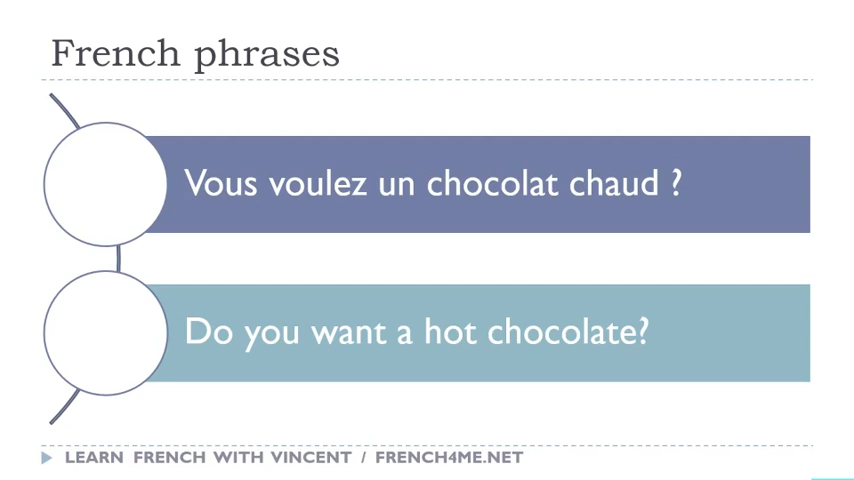 French phrases
Vous voulez un chocolat chaud ?
Do you want a hot chocolate?
LEARN FRENCH WITH VINCENT / FRENCH4ME.NET